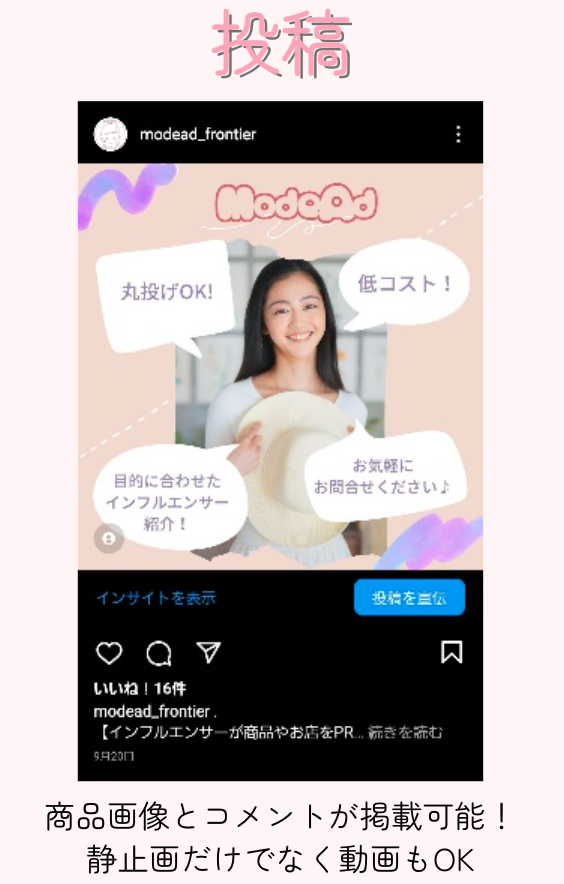 投稿
modead_frontier
ModeAd
丸投げOK!
低コスト！
目的に合わせた
インフルエンサー
紹介！
お気軽に
お問合せください♪
インサイトを表示
投稿を宣伝
いいね！16件
modead_frontier .
【インフルエンサーが商品やお店をPR... 続きを読む
9月20日
商品画像とコメントが掲載可能！
静止画だけでなく動画もOK